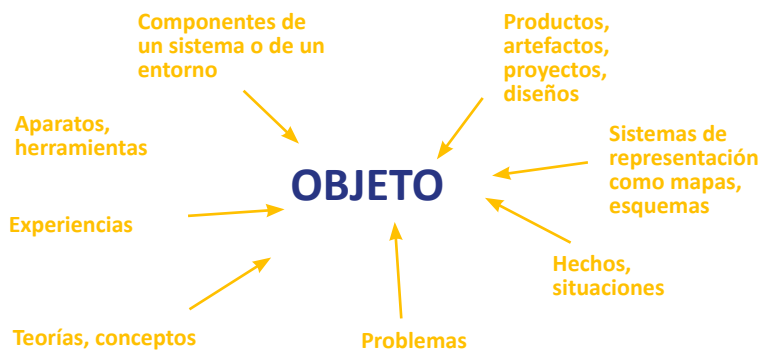 Componentes de
un sistema o de un
entorno
Productos,
artefactos,
proyectos,
diseños
Aparatos,
herramientas
Sistemas de
representación
como mapas,
esquemas
OBJETO
Experiencias
Hechos,
situaciones
Teorías, conceptos
Problemas